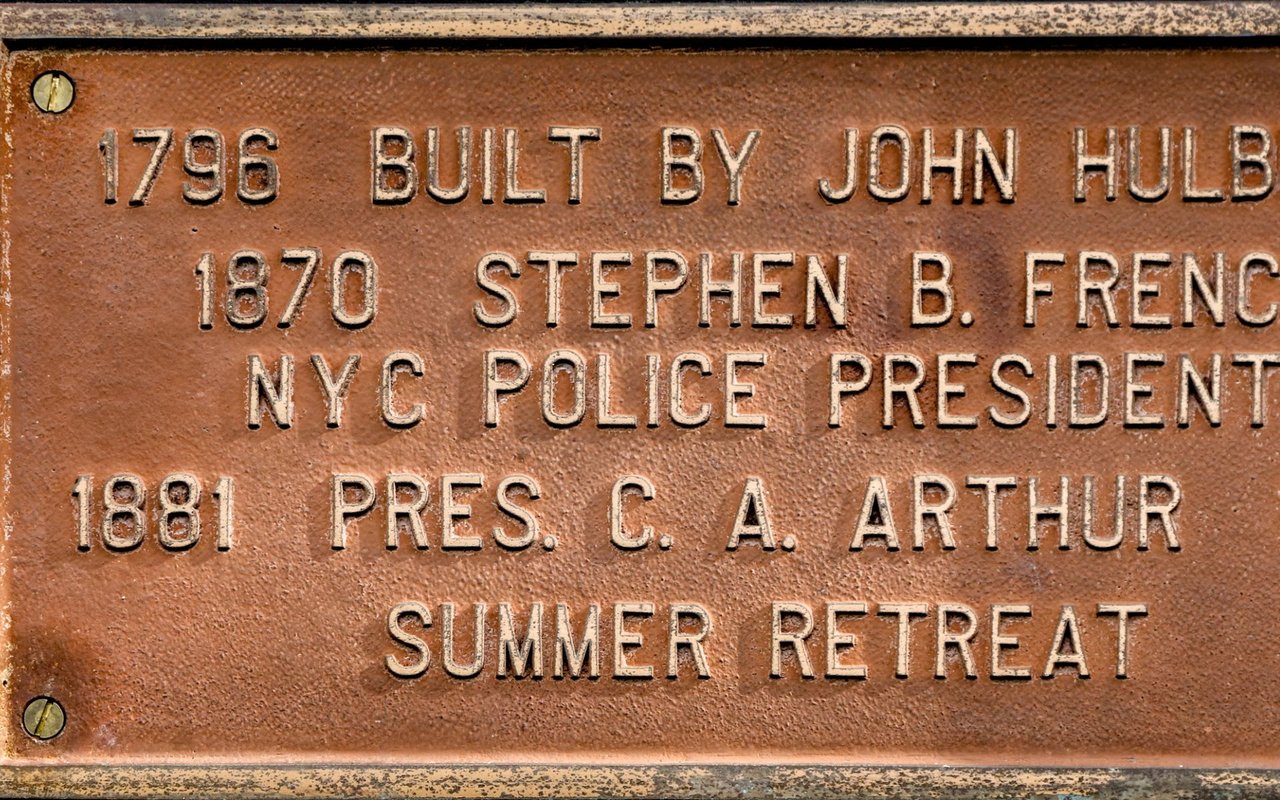 1796 BUILT BY JOHN HULB
1870 STEPHEN B. FRENC
NYC POLICE PRESIDENT
1881 PRES. C. A. ARTHUR
SUMMER RETREAT